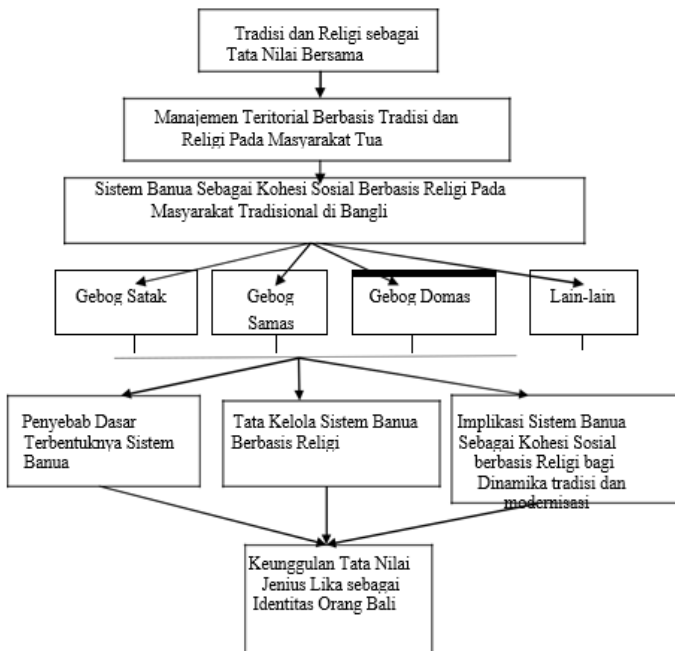 Tradisi dan Religi sebagai
Tata Nilai Bersama
Manajemen Teritorial Berbasis Tradisi dan
Religi Pada Masyarakat Tua
Sistem Banua Sebagai Kohesi Sosial Berbasis Religi Pada
Masyarakat Tradisional di Bangli
Gebog Satak
Gebog
Samas
Gebog Domas
Lain-lain
Penyebab Dasar
Terbentuknya Sistem
Banua
Tata Kelola Sistem Banua
Berbasis Religi
Implikasi Sistem Banua
Sebagai Kohesi Sosial
berbasis Religi bagi
Dinamika tradisi dan
modernisasi
Keunggulan Tata Nilai
Jenius Lika sebagai
Identitas Orang Bali